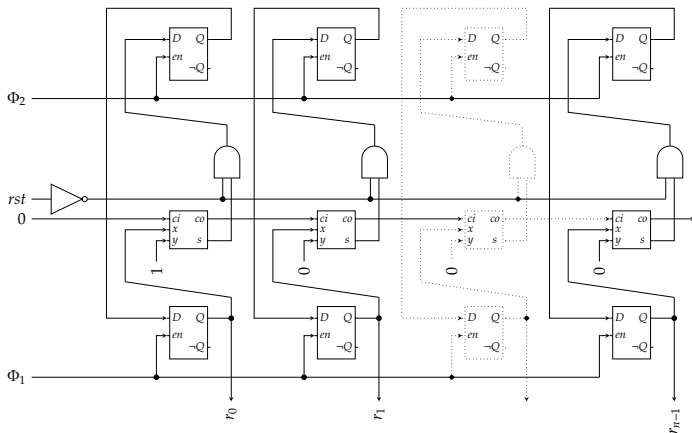 D Q D Q D Q D Q
en en en en
¬Q ¬Q ¬Q ¬Q
Φ₂
rst
0 ci co ci co ci co ci co
x x x x
y s y s y s y s
1 0 0 0
D Q D Q D Q D Q
en en en en
¬Q ¬Q ¬Q ¬Q
Φ₁
r₀ r₁ rₙ₋₁